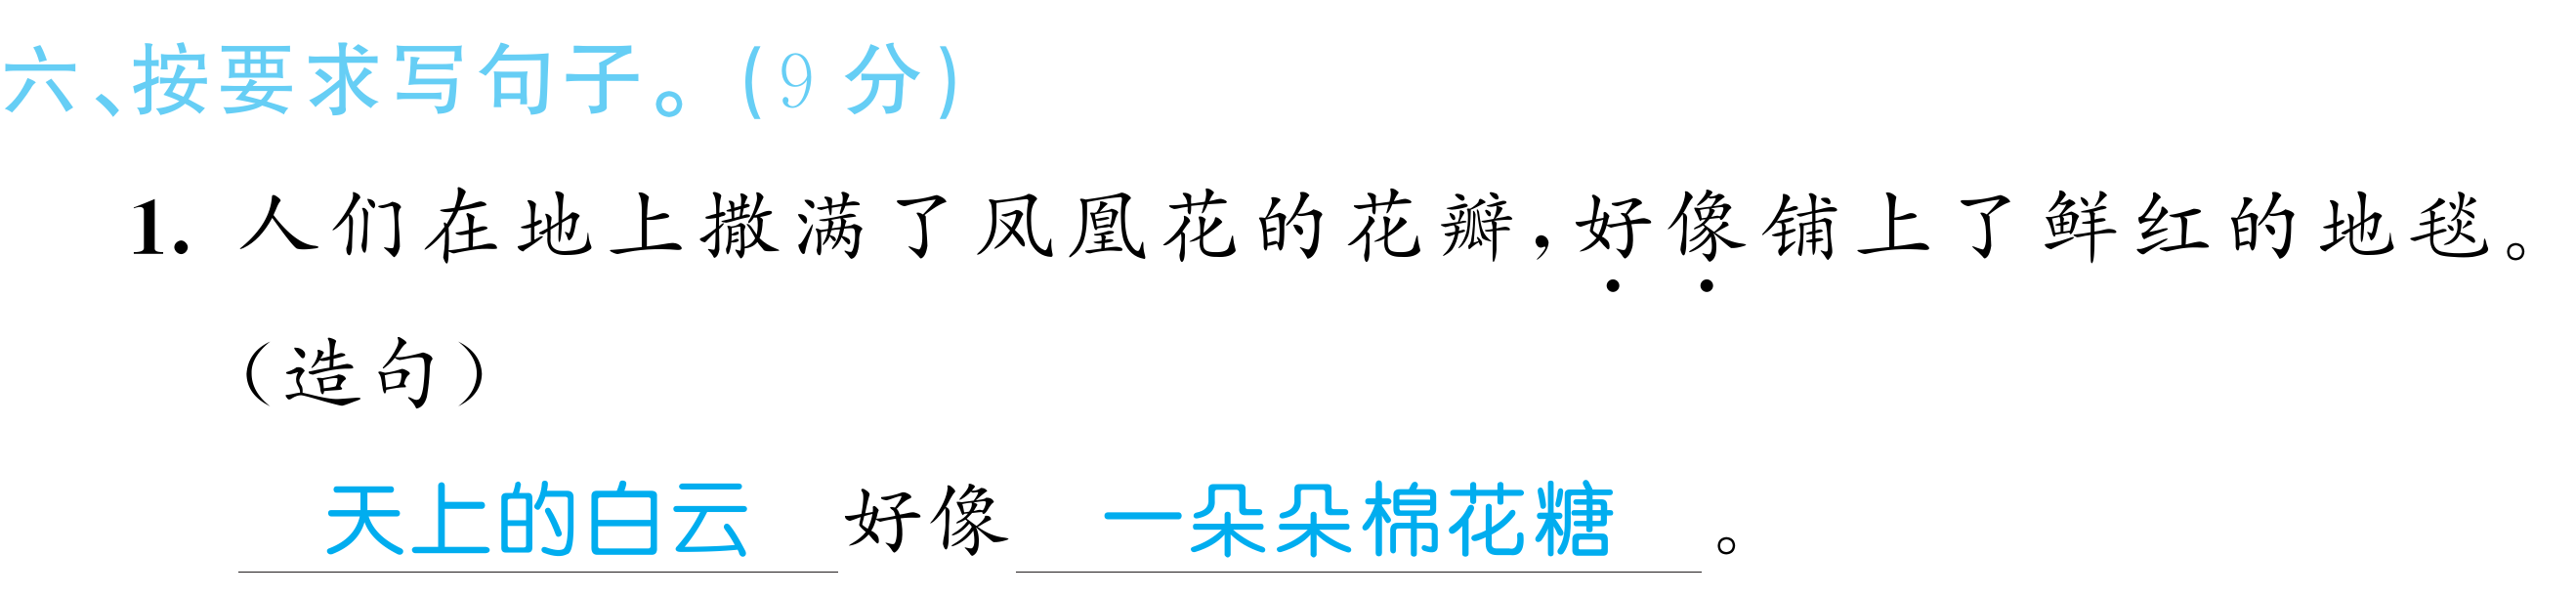 六、按要求写句子。(9 分)
1. 人们在地上撒满了凤凰花的花瓣,好像铺上了鲜红的地毯。
(造句)
天上的白云 好像 一朵朵棉花糖 。